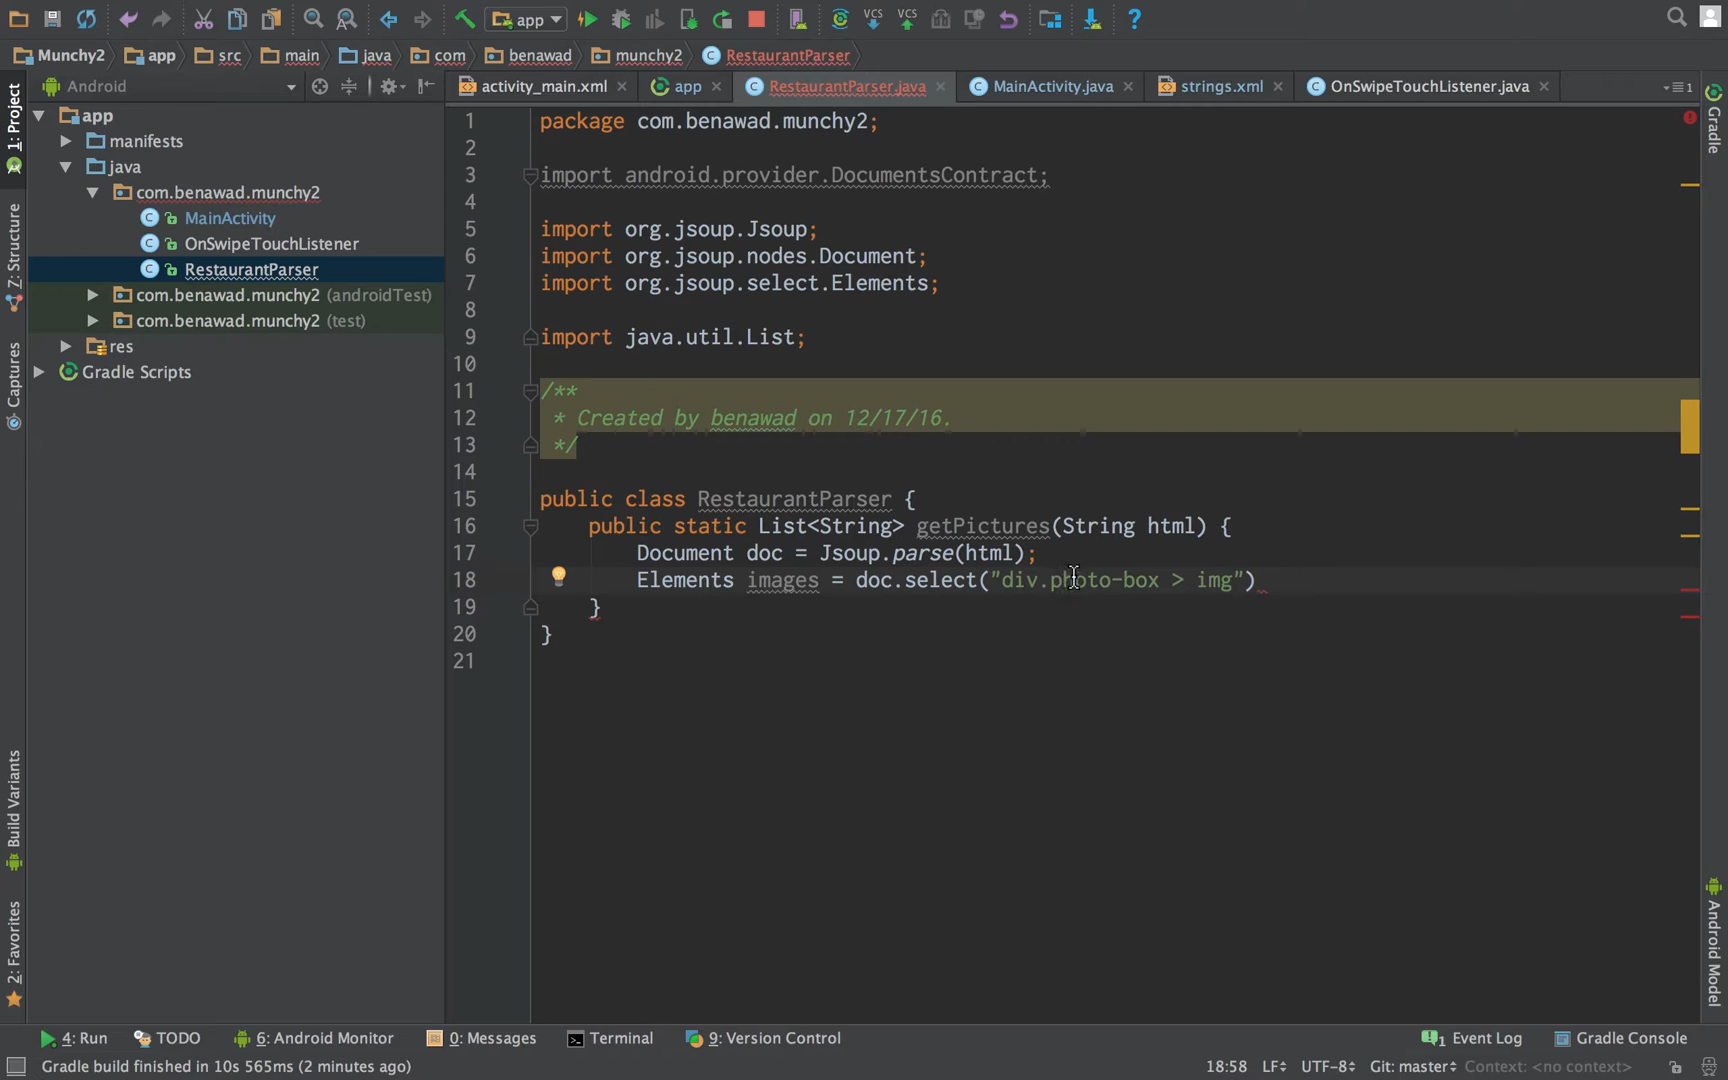 app
Munchy2 app src main java com benawad munchy2 RestaurantParser
Android
activity_main.xml app RestaurantParser.java MainActivity.java strings.xml OnSwipeTouchListener.java
1: Project
7: Structure
Captures
Build Variants
2: Favorites
app
manifests
java
com.benawad.munchy2
MainActivity
OnSwipeTouchListener
RestaurantParser
com.benawad.munchy2 (androidTest)
com.benawad.munchy2 (test)
res
Gradle Scripts
1 package com.benawad.munchy2;
2
3 import android.provider.DocumentsContract;
4
5 import org.jsoup.Jsoup;
6 import org.jsoup.nodes.Document;
7 import org.jsoup.select.Elements;
8
9 import java.util.List;
10
11 /**
12 * Created by benawad on 12/17/16.
13 */
14
15 public class RestaurantParser {
16 public static List<String> getPictures(String html) {
17 Document doc = Jsoup.parse(html);
18 Elements images = doc.select("div.photo-box > img")
19 }
20 }
21
Gradle
Android Model
4: Run TODO 6: Android Monitor 0: Messages Terminal 9: Version Control 1 Event Log Gradle Console
Gradle build finished in 10s 565ms (2 minutes ago) 18:58 LF UTF-8 Git: master Context: <no context>